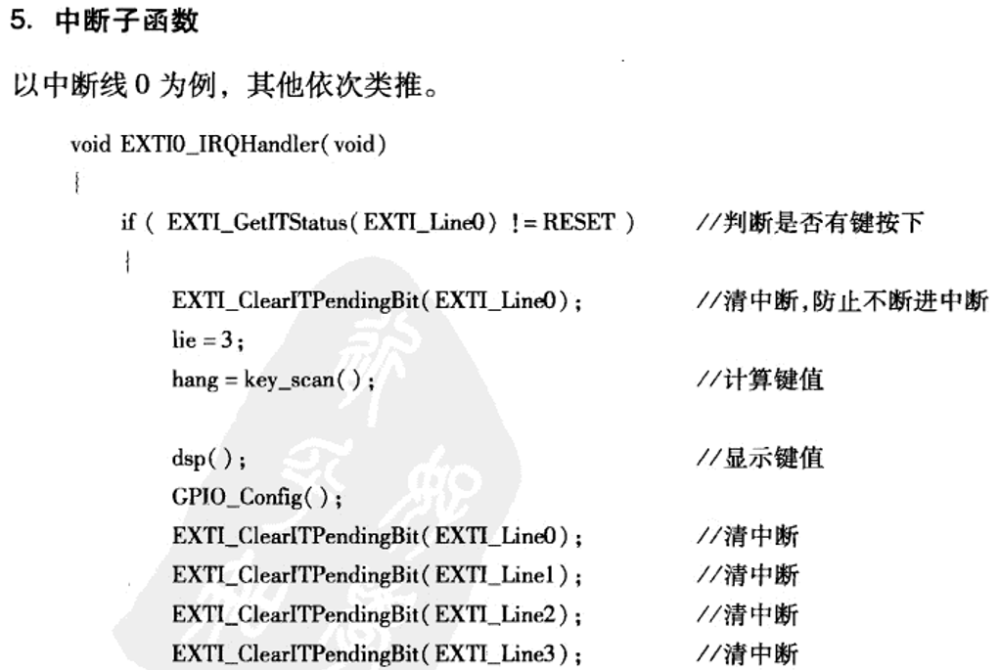 5. 中断子函数
以中断线0为例，其他依次类推。
void EXTI0_IRQHandler(void)
{
if ( EXTI_GetITStatus(EXTI_Line0) != RESET ) //判断是否有键按下
{
EXTI_ClearITPendingBit(EXTI_Line0); //清中断,防止不断进中断
lie = 3;
hang = key_scan(); //计算键值
dsp(); //显示键值
GPIO_Config();
EXTI_ClearITPendingBit(EXTI_Line0); //清中断
EXTI_ClearITPendingBit(EXTI_Line1); //清中断
EXTI_ClearITPendingBit(EXTI_Line2); //清中断
EXTI_ClearITPendingBit(EXTI_Line3); //清中断